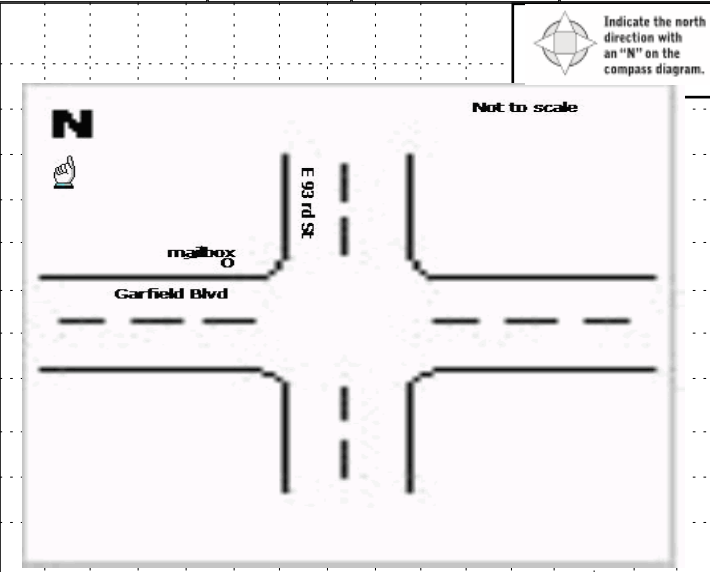 Indicate the north
direction with
an “N” on the
compass diagram.
Not to scale
N
E 93 rd St
mailbox
O
Garfield Blvd